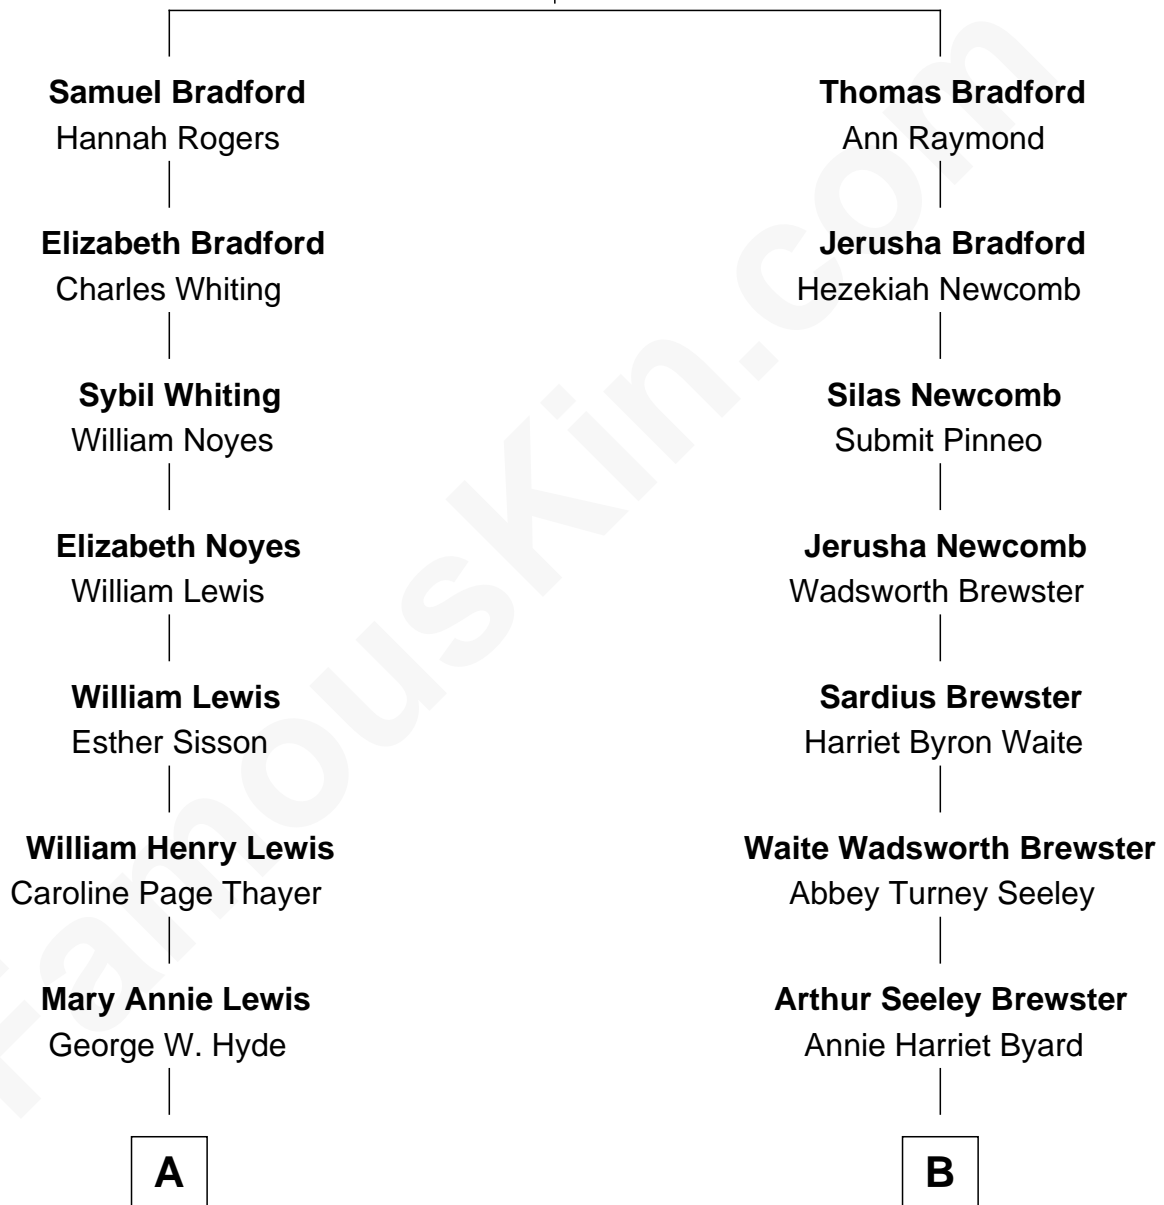 Samuel Bradford
Hannah Rogers
Thomas Bradford
Ann Raymond
Elizabeth Bradford
Charles Whiting
Jerusha Bradford
Hezekiah Newcomb
Sybil Whiting
William Noyes
Silas Newcomb
Submit Pinneo
Elizabeth Noyes
William Lewis
Jerusha Newcomb
Wadsworth Brewster
William Lewis
Esther Sisson
Sardius Brewster
Harriet Byron Waite
William Henry Lewis
Caroline Page Thayer
Waite Wadsworth Brewster
Abbey Turney Seeley
Mary Annie Lewis
George W. Hyde
Arthur Seeley Brewster
Annie Harriet Byard
A
B
FamousKin.com